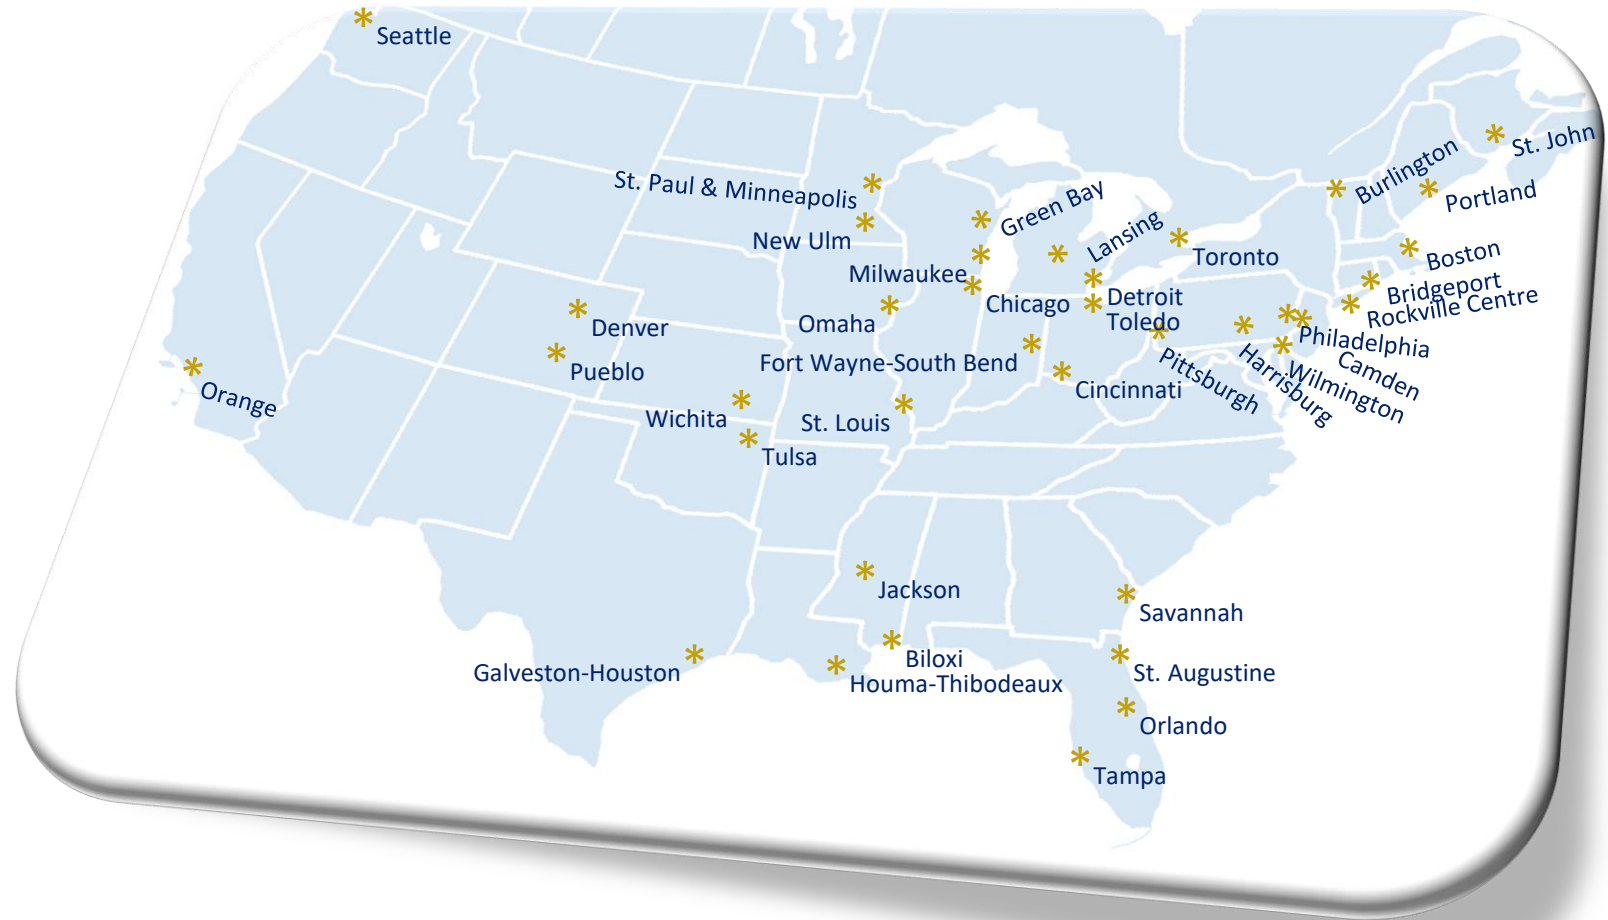 Seattle
St. John
Burlington
Portland
St. Paul & Minneapolis
Green Bay
New Ulm
Lansing
Toronto
Boston
Milwaukee
Chicago
Detroit
Bridgeport
Rockville Centre
Omaha
Toledo
Denver
Philadelphia
Fort Wayne-South Bend
Pittsburgh
Harrisburg
Camden
Wilmington
Pueblo
Orange
Cincinnati
Wichita
St. Louis
Tulsa
Jackson
Savannah
Biloxi
Galveston-Houston
Houma-Thibodeaux
St. Augustine
Orlando
Tampa